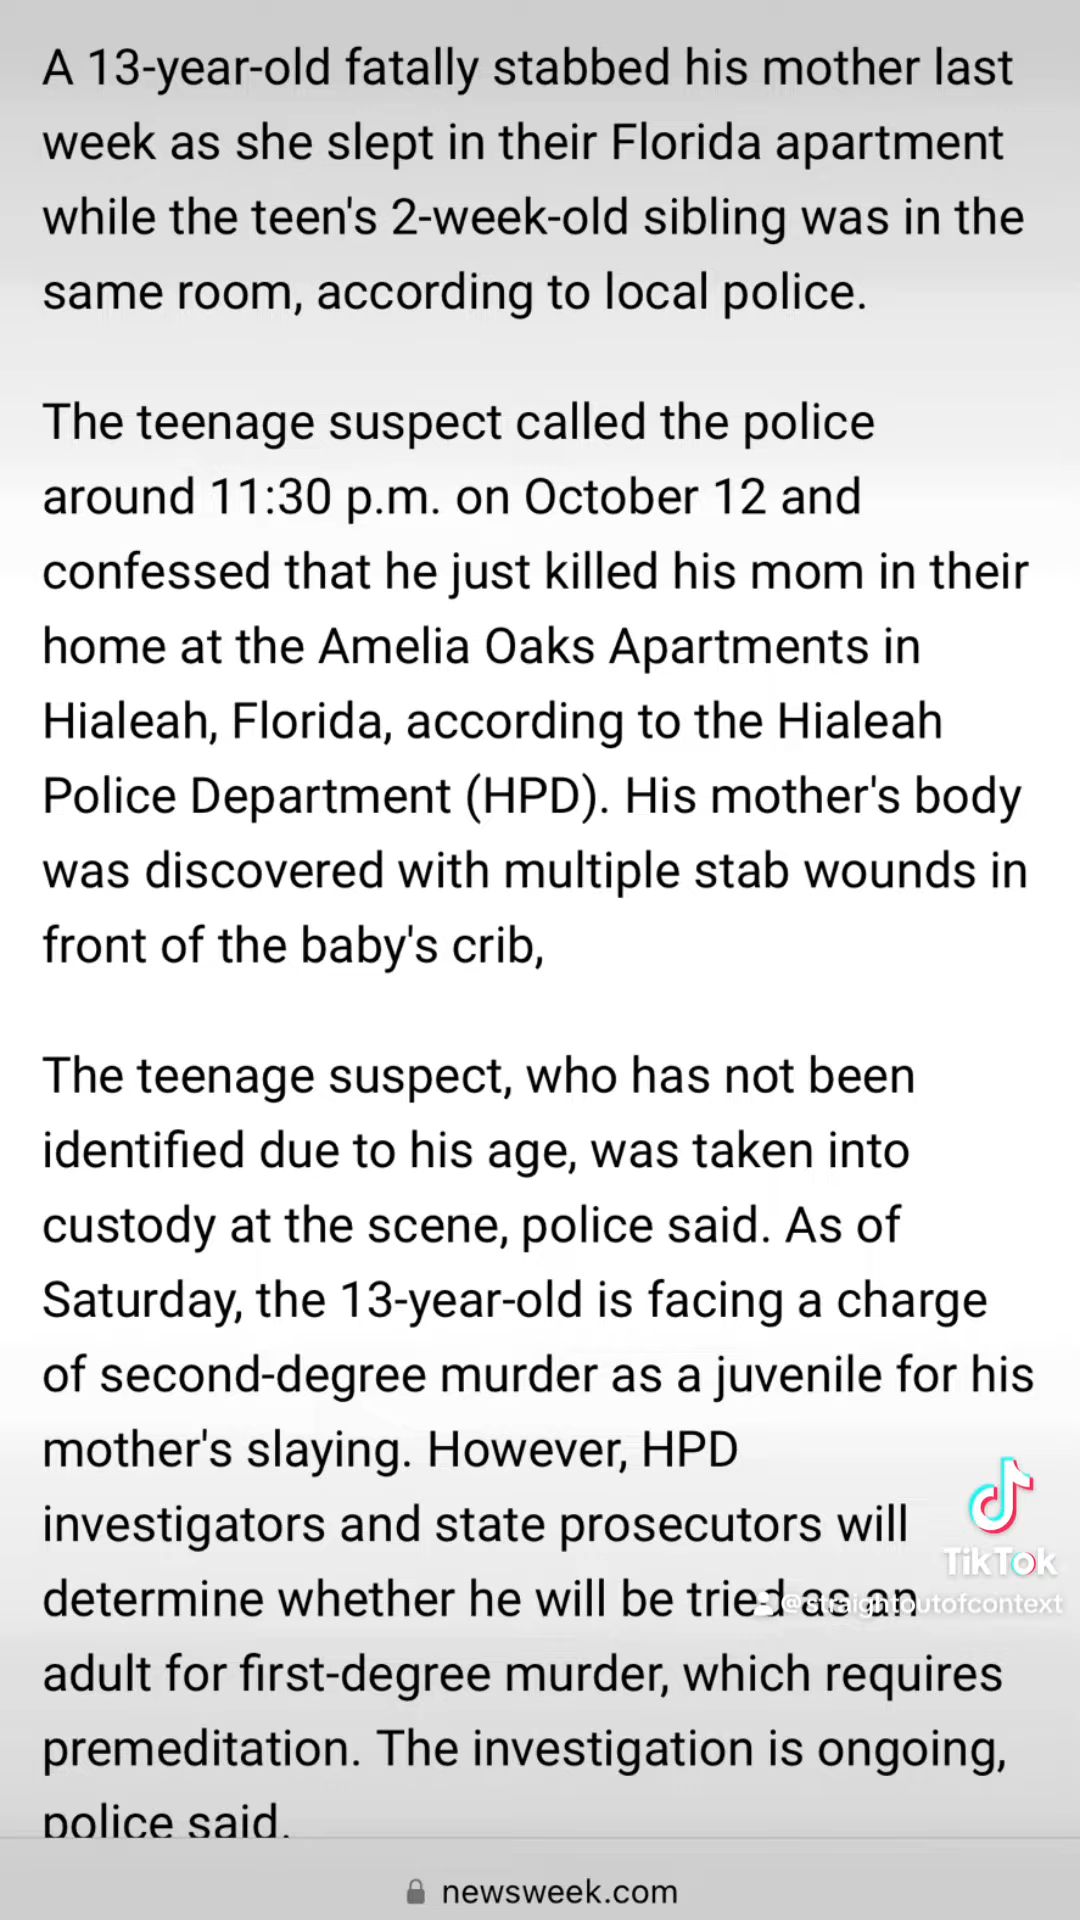 A 13-year-old fatally stabbed his mother last
week as she slept in their Florida apartment
while the teen's 2-week-old sibling was in the
same room, according to local police.
The teenage suspect called the police
around 11:30 p.m. on October 12 and
confessed that he just killed his mom in their
home at the Amelia Oaks Apartments in
Hialeah, Florida, according to the Hialeah
Police Department (HPD). His mother's body
was discovered with multiple stab wounds in
front of the baby's crib,
The teenage suspect, who has not been
identified due to his age, was taken into
custody at the scene, police said. As of
Saturday, the 13-year-old is facing a charge
of second-degree murder as a juvenile for his
mother's slaying. However, HPD
investigators and state prosecutors will
TikTok
determine whether he will be tried as an
@straightoutofcontext
adult for first-degree murder, which requires
premeditation. The investigation is ongoing,
police said.
newsweek.com